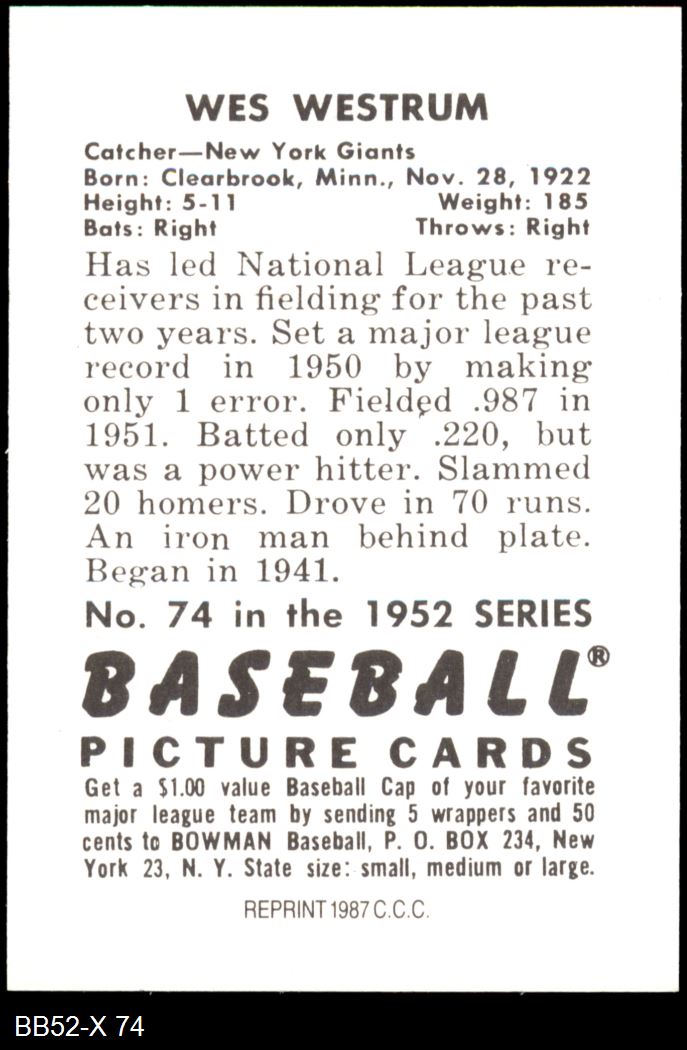 WES WESTRUM
Catcher—New York Giants
Born: Clearbrook, Minn., Nov. 28, 1922
Height: 5-11 Weight: 185
Bats: Right Throws: Right
Has led National League re-
ceivers in fielding for the past
two years. Set a major league
record in 1950 by making
only 1 error. Fielded .987 in
1951. Batted only .220, but
was a power hitter. Slammed
20 homers. Drove in 70 runs.
An iron man behind plate.
Began in 1941.
No. 74 in the 1952 SERIES
BASEBALL®
PICTURE CARDS
Get a $1.00 value Baseball Cap of your favorite
major league team by sending 5 wrappers and 50
cents to BOWMAN Baseball, P. O. BOX 234, New
York 23, N. Y. State size: small, medium or large.
REPRINT 1987 C.C.C.
BB52-X 74